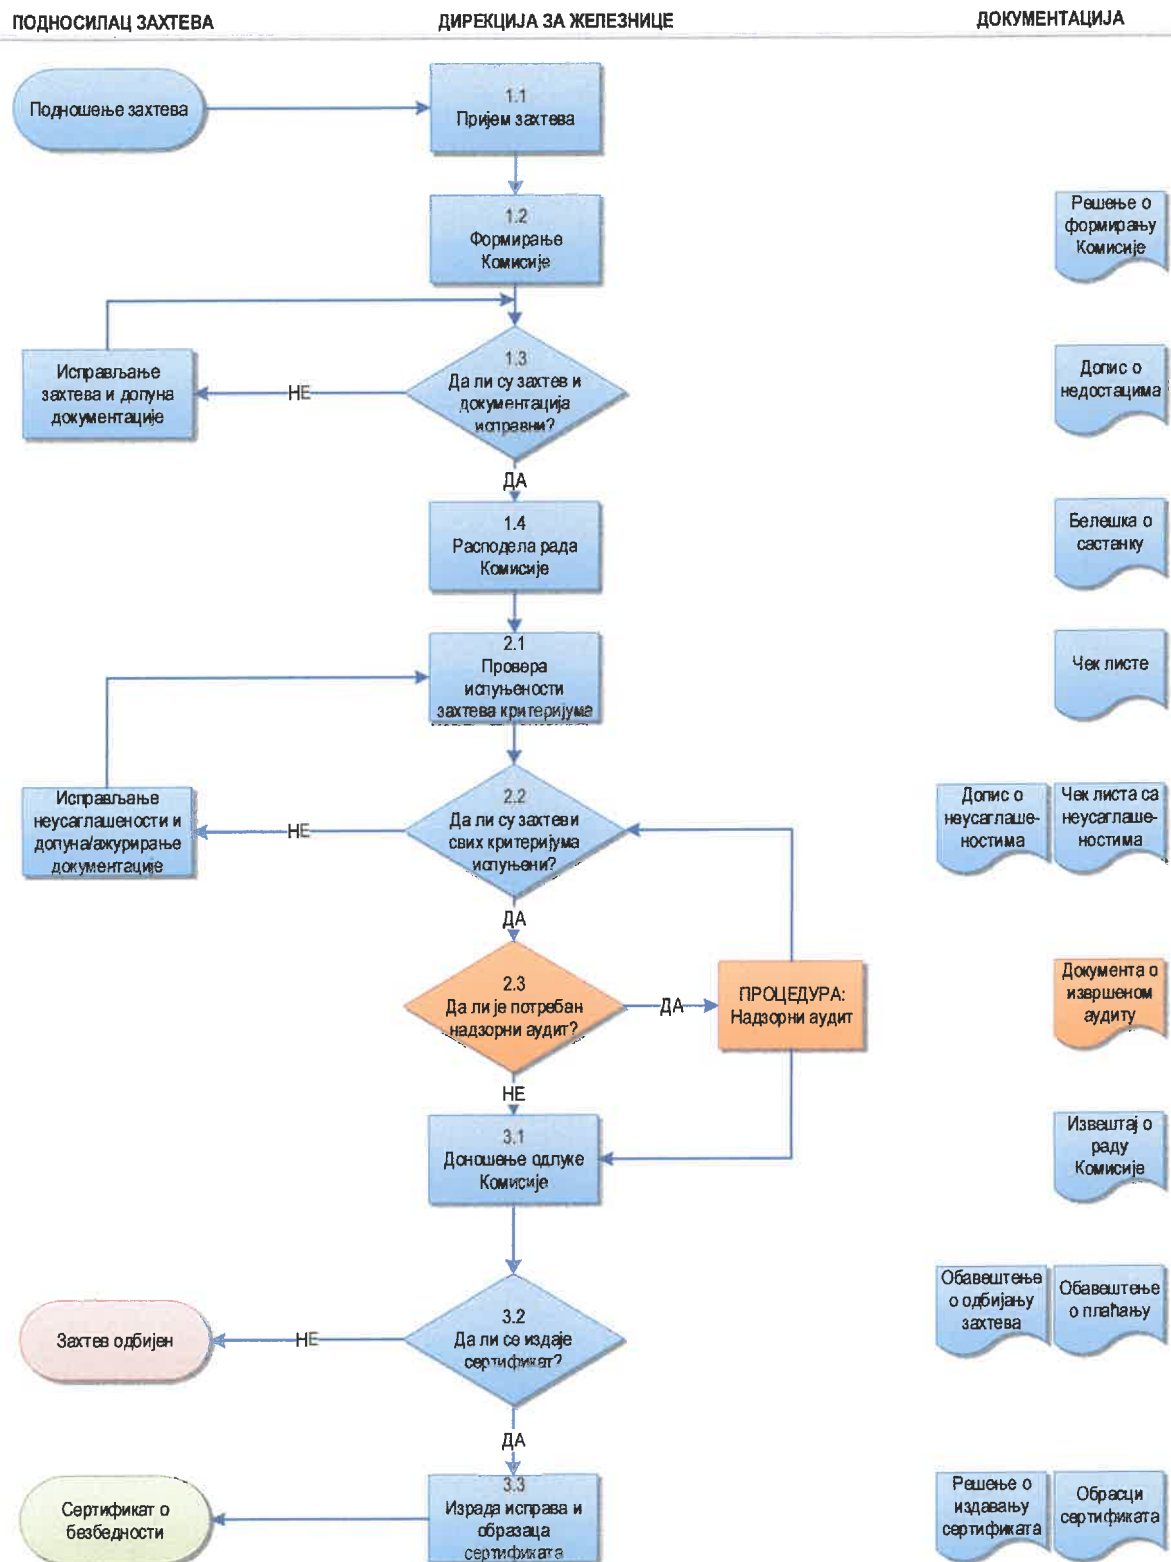 ПОДНОСИЛАЦ ЗАХТЕВА
ДИРЕКЦИЈА ЗА ЖЕЛЕЗНИЦЕ
ДОКУМЕНТАЦИЈА
Подношење захтева
1.1
Пријем захтева
1.2
Формирање
Комисије
Решење о
формирању
Комисије
Исправљање
захтева и допуна
документације
НЕ
1.3
Да ли су захтев и
документација
исправни?
Допис о
недостацима
ДА
1.4
Расподела рада
Комисије
Белешка о
састанку
2.1
Провера
испуњености
захтева критеријума
Чек листе
Исправљање
неусаглашености и
допуна/ажурирање
документације
НЕ
2.2
Да ли су захтеви
свих критеријума
испуњени?
Допис о
неусаглаше-
ностима
Чек листа са
неусаглаше-
ностима
ДА
2.3
Да ли је потребан
надзорни аудит?
ДА
ПРОЦЕДУРА:
Надзорни аудит
Документа о
извршеном
аудиту
НЕ
3.1
Доношење одлуке
Комисије
Извештај о
раду
Комисије
Захтев одбијен
НЕ
3.2
Да ли се издаје
сертификат?
Обавештење
о одбијању
захтева
Обавештење
о плаћању
ДА
Сертификат о
безбедности
3.3
Израда исправа и
образаца
сертификата
Решење о
издавању
сертификата
Обрасци
сертификата